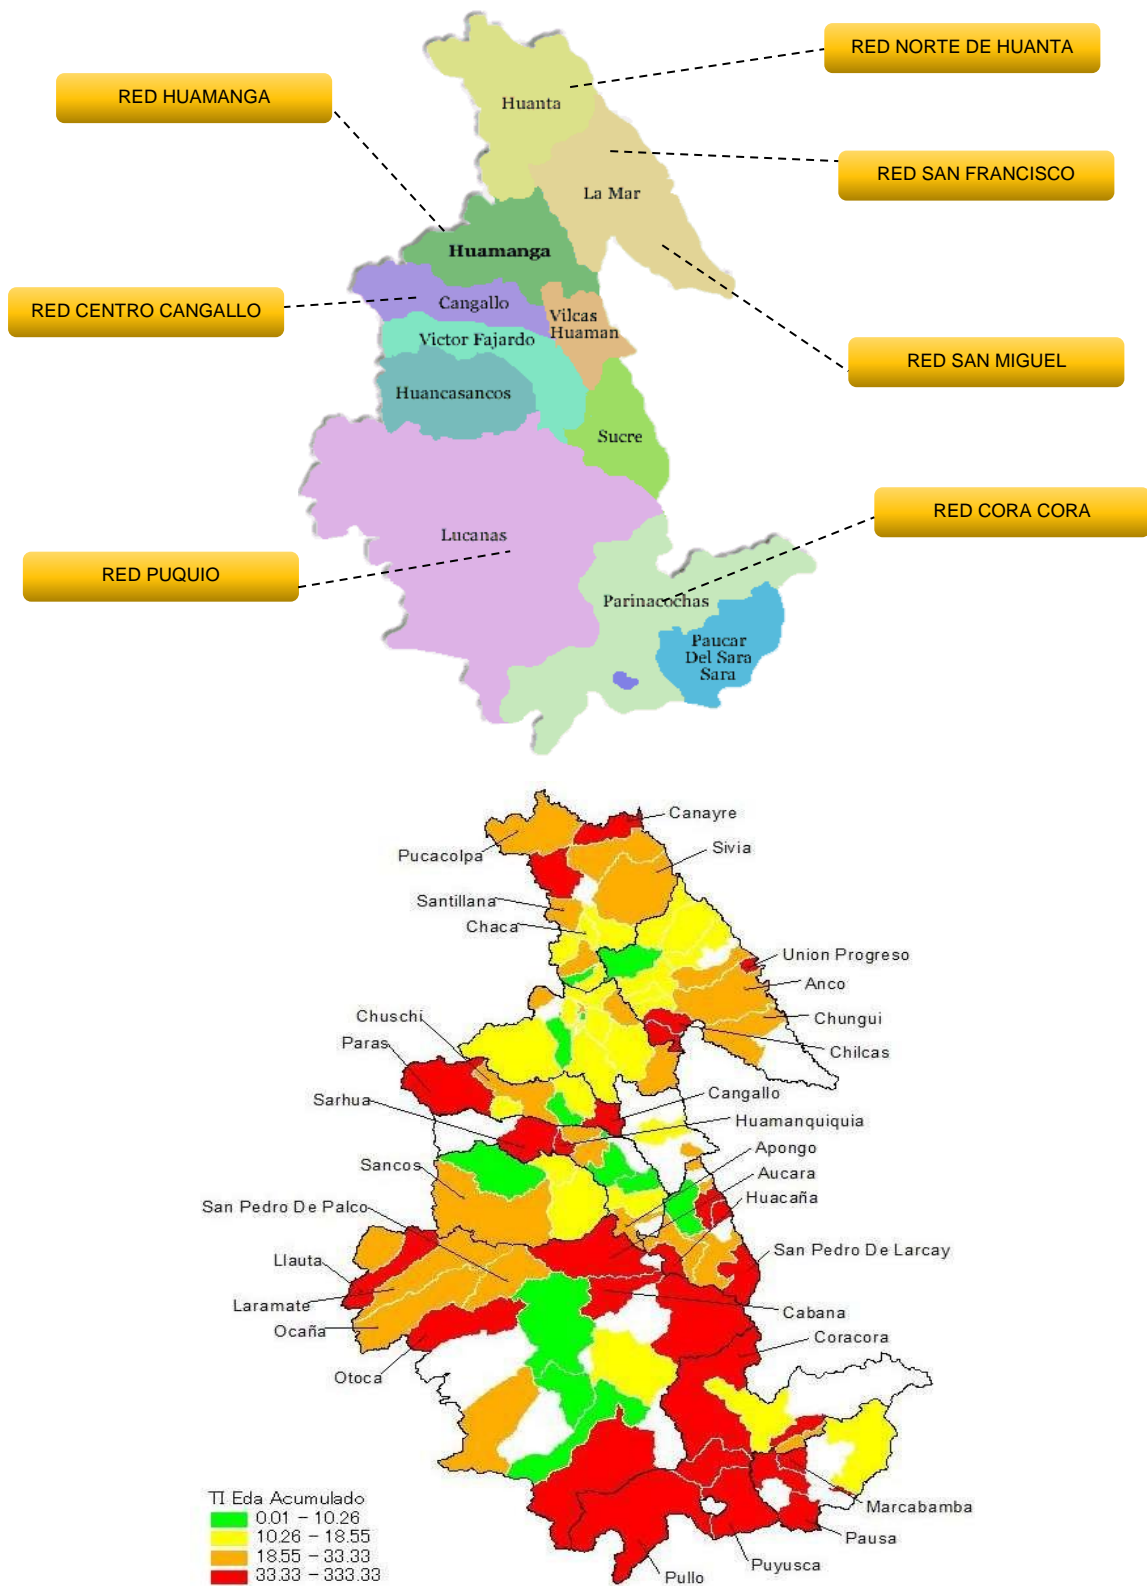 RED NORTE DE HUANTA
RED HUAMANGA
Huanta
RED SAN FRANCISCO
La Mar
Huamanga
RED CENTRO CANGALLO
Cangallo
Vilcas
Huaman
Victor Fajardo
RED SAN MIGUEL
Huancasancos
Sucre
RED CORA CORA
Lucanas
RED PUQUIO
Parinacochas
Paucar
Del Sara
Sara
Canayre
Pucacolpa
Sivia
Santillana
Chaca
Union Progreso
Anco
Chuschi
Chungui
Paras
Chilcas
Sarhua
Cangallo
Huamanquiquia
Apongo
Sancos
Aucara
Huacaña
San Pedro De Palco
San Pedro De Larcay
Llauta
Laramate
Cabana
Ocaña
Coracora
Otoca
TI Eda Acumulado
0.01 - 10.26
10.26 - 18.55
18.55 - 33.33
33.33 - 333.33
Marcabamba
Pausa
Puyusca
Pullo